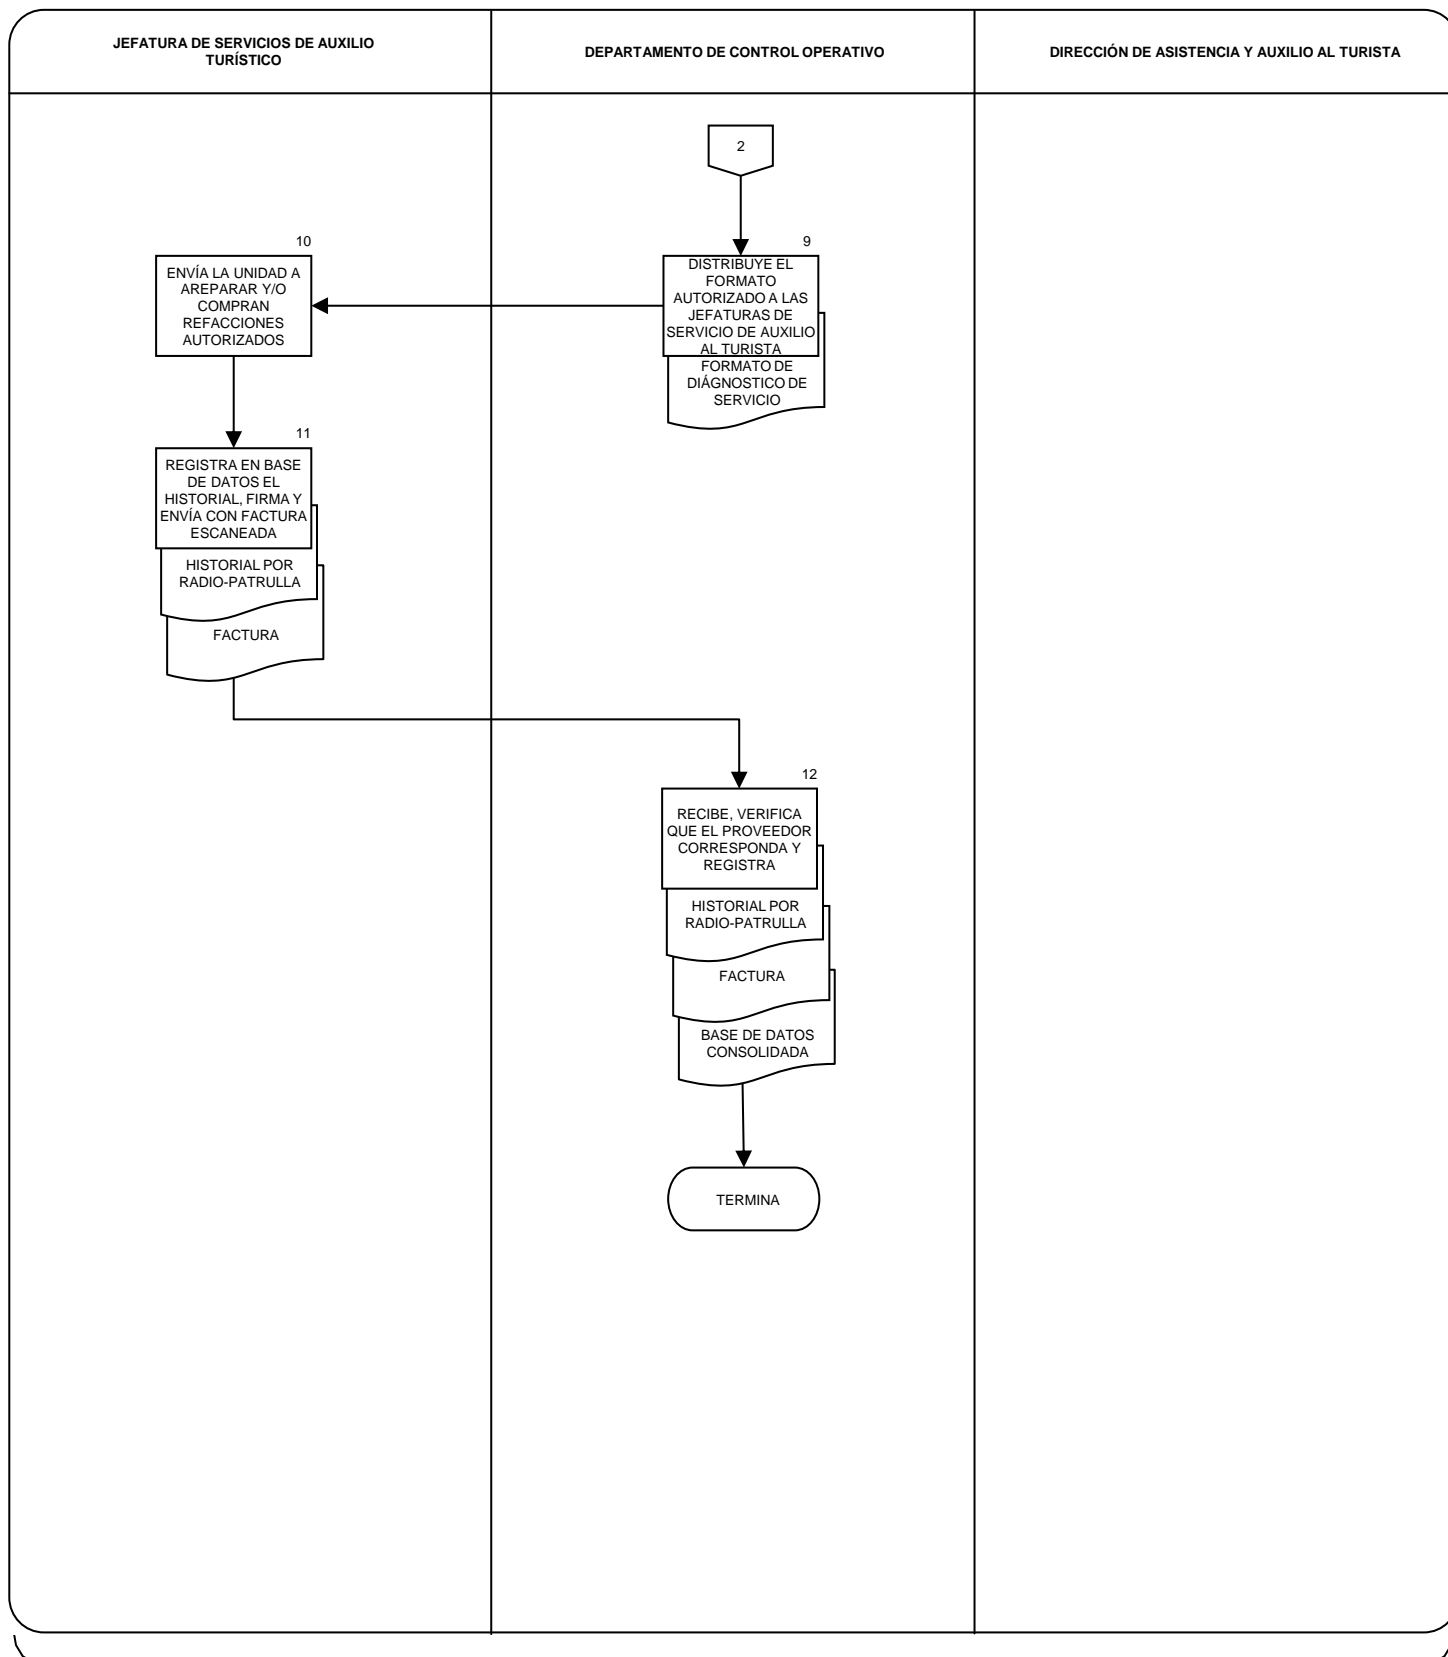 JEFATURA DE SERVICIOS DE AUXILIO
TURÍSTICO
DEPARTAMENTO DE CONTROL OPERATIVO
DIRECCIÓN DE ASISTENCIA Y AUXILIO AL TURISTA
2
9
DISTRIBUYE EL
FORMATO
AUTORIZADO A LAS
JEFATURAS DE
SERVICIO DE AUXILIO
AL TURISTA
FORMATO DE
DIÁGNOSTICO DE
SERVICIO
10
ENVÍA LA UNIDAD A
AREPARAR Y/O
COMPRAN
REFACCIONES
AUTORIZADOS
11
REGISTRA EN BASE
DE DATOS EL
HISTORIAL, FIRMA Y
ENVÍA CON FACTURA
ESCANEADA
HISTORIAL POR
RADIO-PATRULLA
FACTURA
12
RECIBE, VERIFICA
QUE EL PROVEEDOR
CORRESPONDA Y
REGISTRA
HISTORIAL POR
RADIO-PATRULLA
FACTURA
BASE DE DATOS
CONSOLIDADA
TERMINA